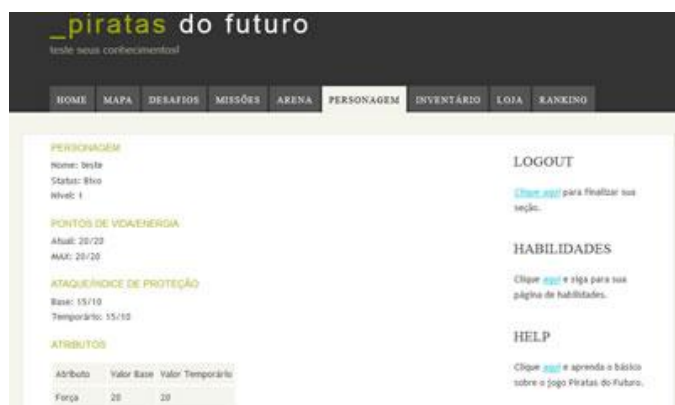 _piratas do futuro
teste seus conhecimentos!
HOME MAPA DESAFIOS MISSÕES ARENA PERSONAGEM INVENTÁRIO LOJA RANKING
PERSONAGEM
Nome: teste
Status: Bivo
Nível: 1
PONTOS DE VIDA/ENERGIA
Atual: 20/20
MAX: 20/20
ATAQUE/INDICE DE PROTEÇÃO
Base: 15/10
Temporário: 15/10
ATRIBUTOS
Atributo Valor Base Valor Temporário
Força 20 20
LOGOUT
Clique aqui para finalizar sua
seção.
HABILIDADES
Clique aqui e siga para sua
página de habilidades.
HELP
Clique aqui e aprenda o básico
sobre o jogo Piratas do Futuro.